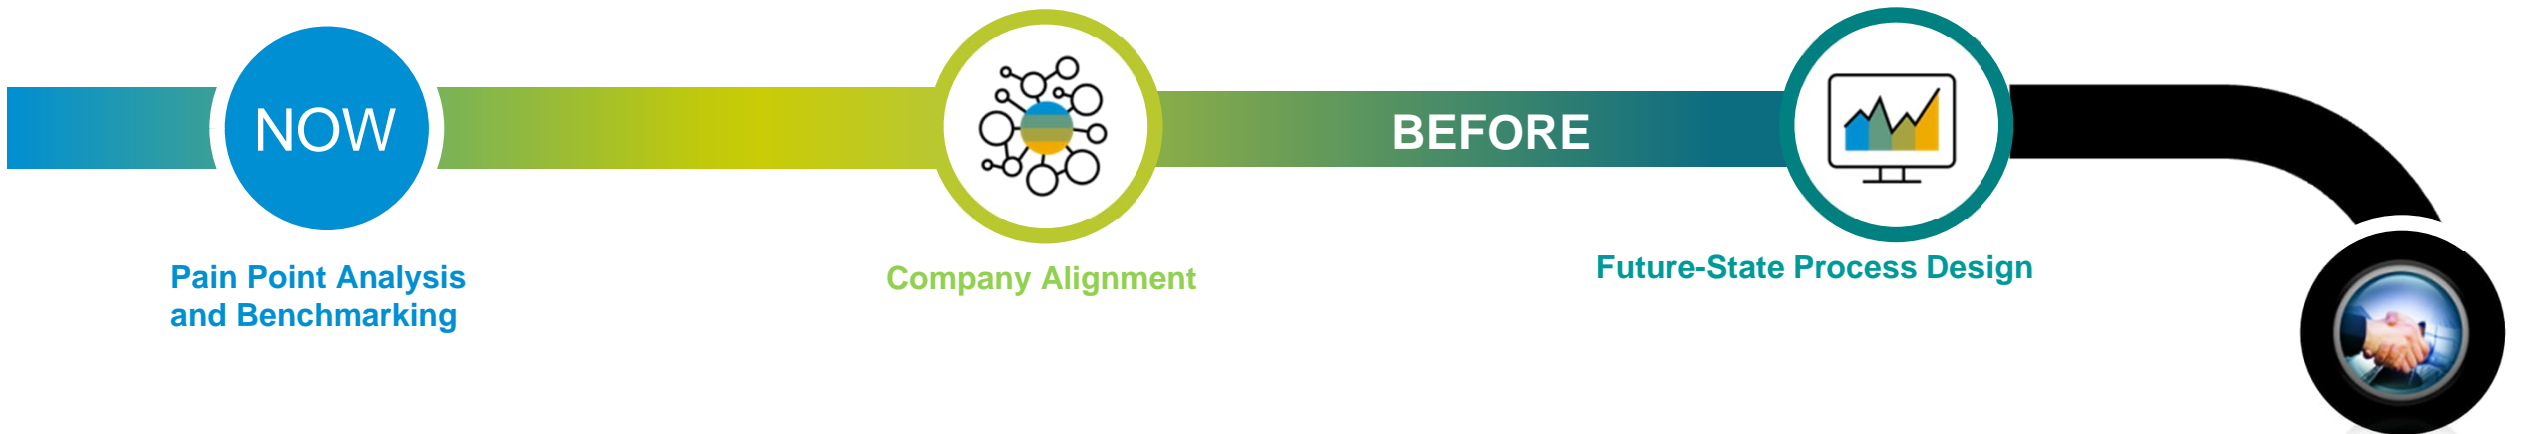 NOW
BEFORE
Pain Point Analysis
and Benchmarking
Company Alignment
Future-State Process Design